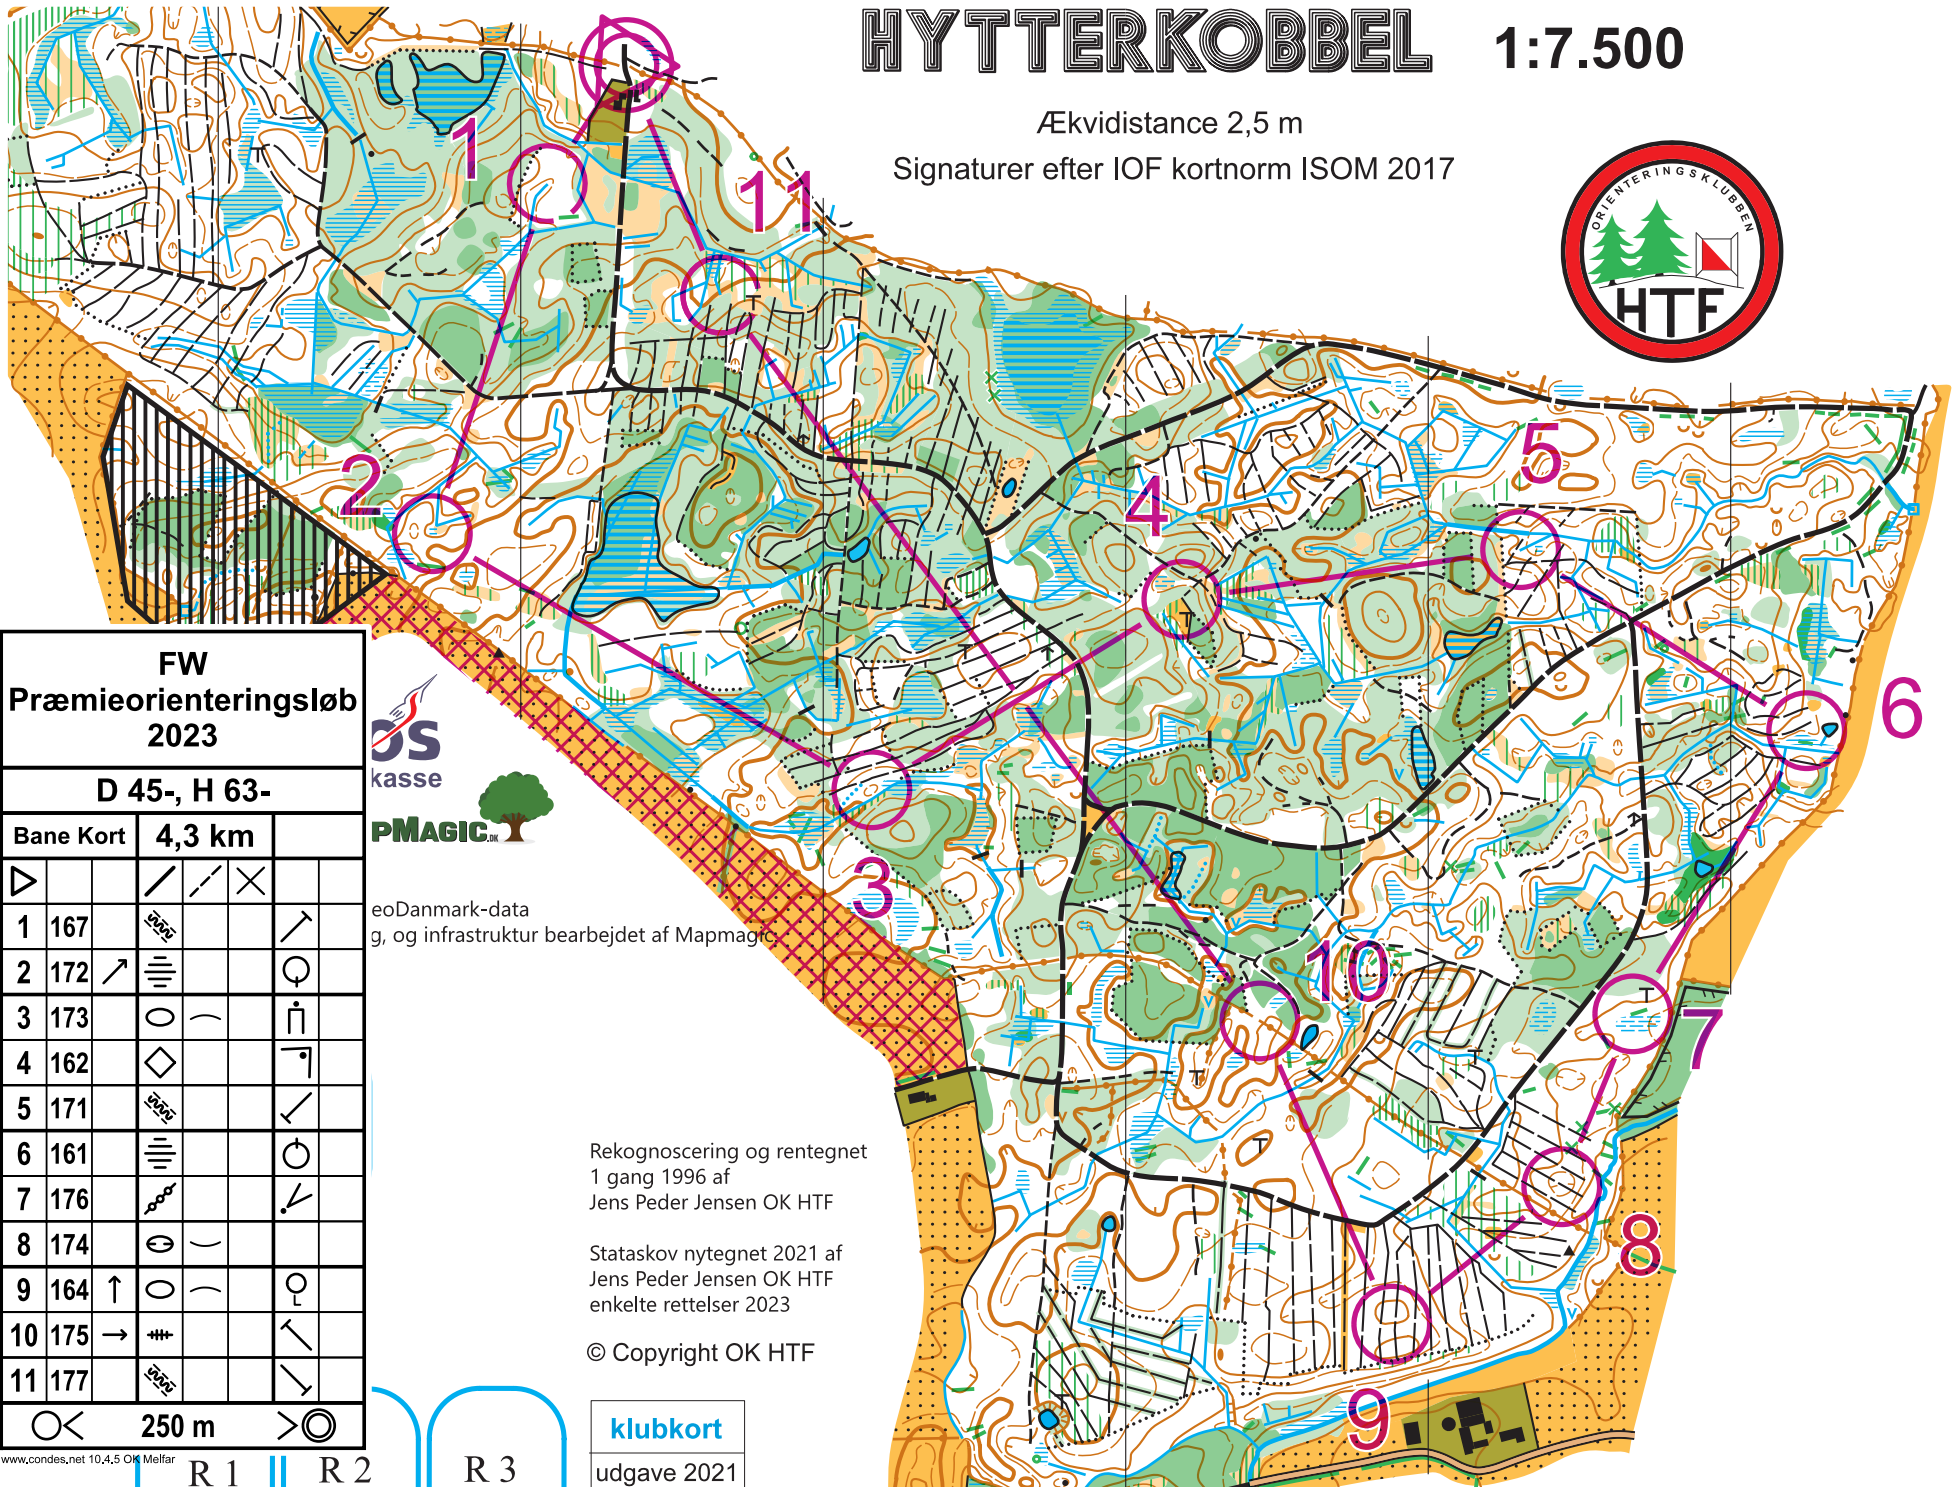 HYTTERKOBBEL
1:7.500
Ækvidistance 2,5 m
Signaturer efter IOF kortnorm ISOM 2017
ORIENTERINGSKLUBBEN
HTF
1
11
2
5
4
6
3
10
7
8
9
FW
Præmieorienteringsløb
2023
D 45-, H 63-
Bane Kort 4,3 km
1 167
2 172
3 173
4 162
5 171
6 161
7 176
8 174
9 164
10 175
11 177
250 m
www.condes.net 10.4.5 OK Melfar
os
kasse
PMAGIC.DK
eoDanmark-data
g, og infrastruktur bearbejdet af Mapmagic.
Rekognoscering og rentegnet
1 gang 1996 af
Jens Peder Jensen OK HTF
Stataskov nytegnet 2021 af
Jens Peder Jensen OK HTF
enkelte rettelser 2023
© Copyright OK HTF
klubkort
udgave 2021
R 1
R 2
R 3